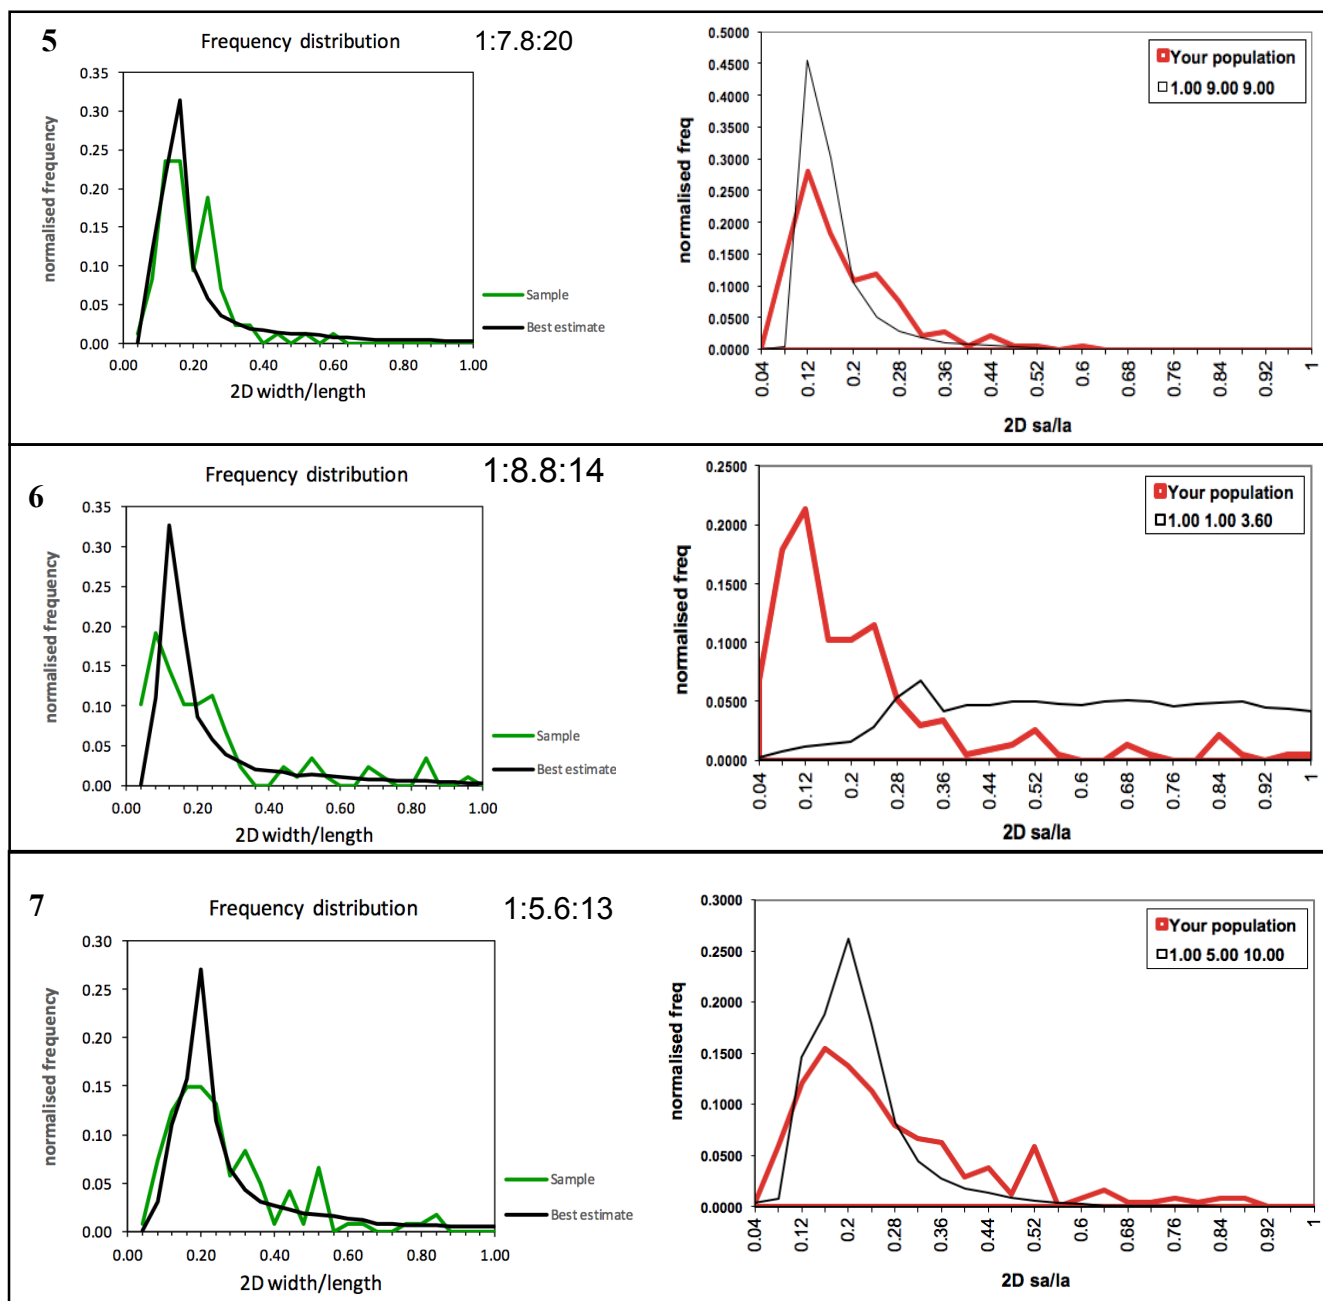 5
Frequency distribution
1:7.8:20
normalised frequency
0.35
0.30
0.25
0.20
0.15
0.10
0.05
0.00
0.00 0.20 0.40 0.60 0.80 1.00
2D width/length
Sample
Best estimate
normalised freq
0.5000
0.4500
0.4000
0.3500
0.3000
0.2500
0.2000
0.1500
0.1000
0.5000
0.0000
0.04 0.12 0.2 0.28 0.36 0.44 0.52 0.6 0.68 0.76 0.84 0.92 1
2D sa/la
Your population
1.00 9.00 9.00
6
Frequency distribution
1:8.8:14
normalised frequency
0.35
0.30
0.25
0.20
0.15
0.10
0.05
0.00
0.00 0.20 0.40 0.60 0.80 1.00
2D width/length
Sample
Best estimate
normalised freq
0.2500
0.2000
0.1500
0.1000
0.0500
0.0000
0.04 0.12 0.2 0.28 0.36 0.44 0.52 0.6 0.68 0.76 0.84 0.92 1
2D sa/la
Your population
1.00 1.00 3.60
7
Frequency distribution
1:5.6:13
normalised frequency
0.30
0.25
0.20
0.15
0.10
0.05
0.00
0.00 0.20 0.40 0.60 0.80 1.00
2D width/length
Sample
Best estimate
normalised freq
0.3000
0.2500
0.2000
0.1500
0.1000
0.0500
0.0000
0.04 0.12 0.2 0.28 0.36 0.44 0.52 0.6 0.68 0.76 0.84 0.92 1
2D sa/la
Your population
1.00 5.00 10.00